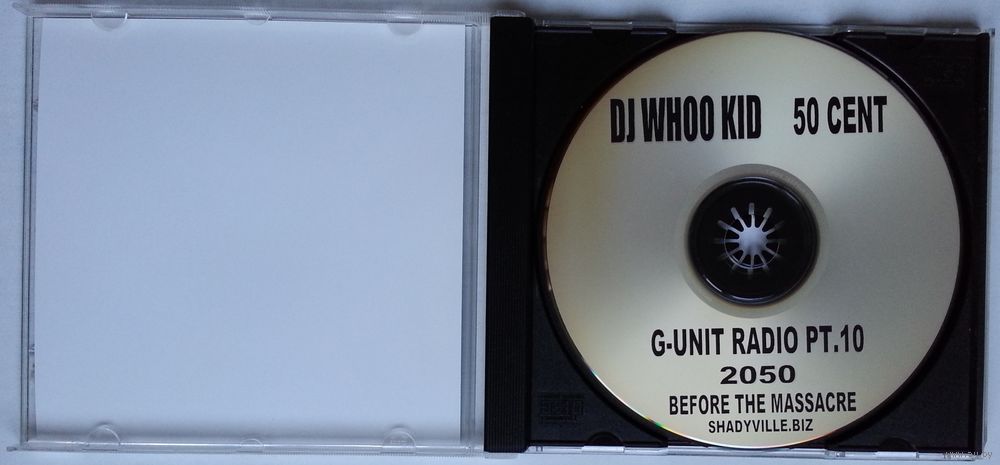 DJ WHOO KID 50 CENT
G-UNIT RADIO PT.10
2050
BEFORE THE MASSACRE
SHADYVILLE.BIZ